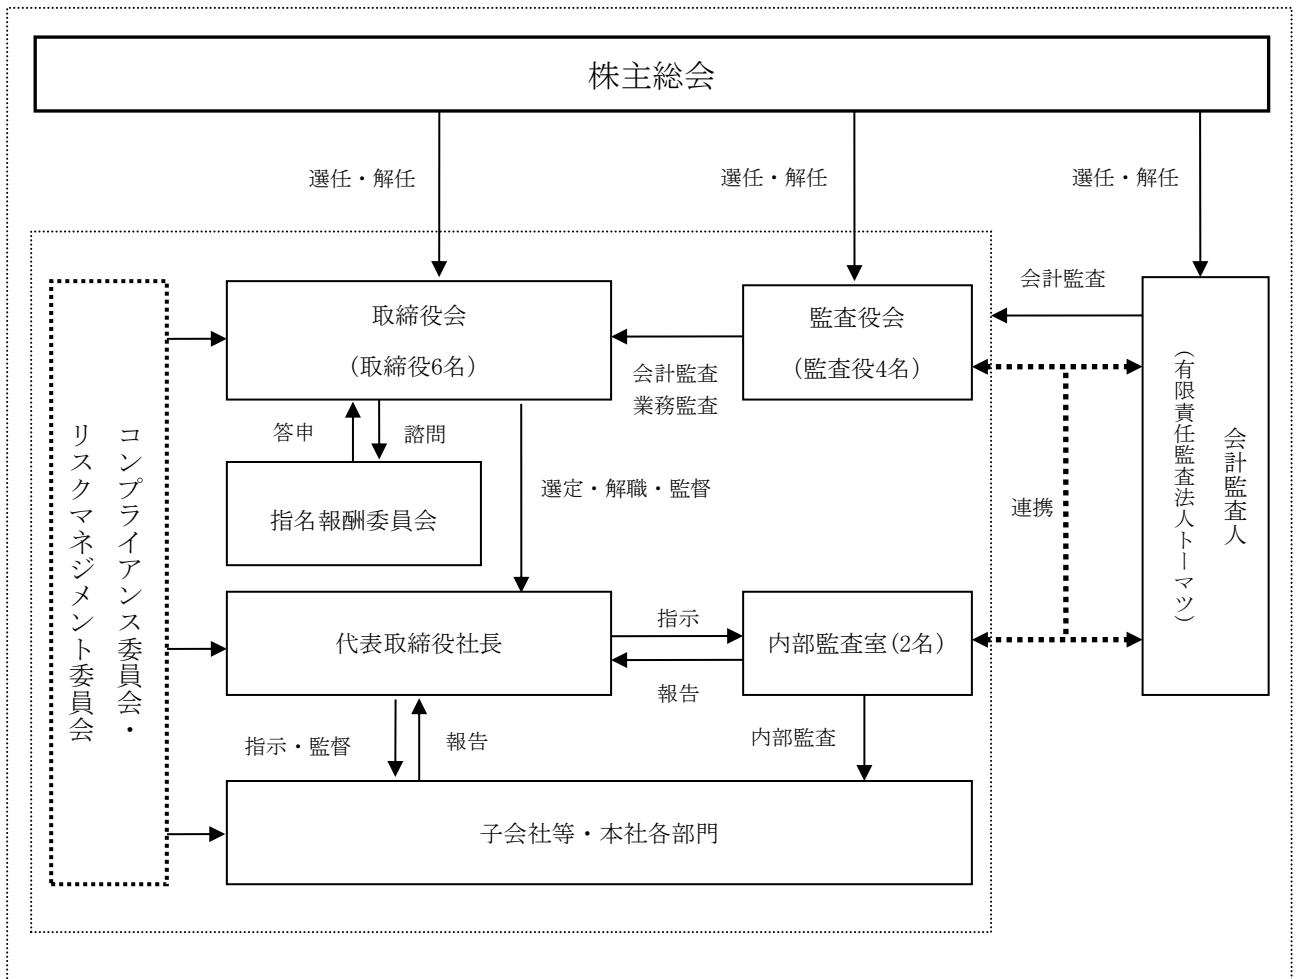 株主総会
選任・解任
選任・解任
選任・解任
取締役会
(取締役6名)
監査役会
(監査役4名)
会計監査
会計監査
業務監査
会計監査人
(有限責任監査法人トーマツ)
答申
諮問
指名報酬委員会
選定・解職・監督
連携
コンプライアンス委員会・
リスクマネジメント委員会
代表取締役社長
指示
報告
内部監査室(2名)
指示・監督
報告
内部監査
子会社等・本社各部門